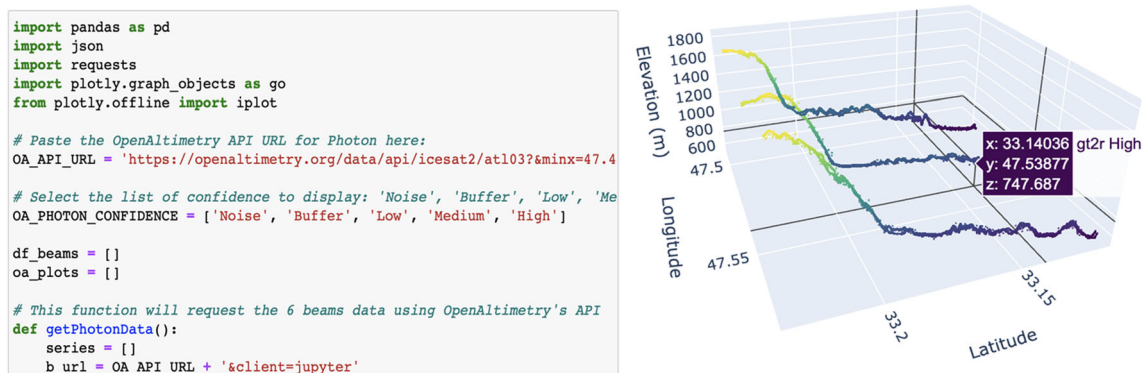 import pandas as pd
import json
import requests
import plotly.graph_objects as go
from plotly.offline import iplot
# Paste the OpenAltimetry API URL for Photon here:
OA_API_URL = 'https://openaltimetry.org/data/api/icesat2/atl03?&minx=47.4
# Select the list of confidence to display: 'Noise', 'Buffer', 'Low', 'Me
OA_PHOTON_CONFIDENCE = ['Noise', 'Buffer', 'Low', 'Medium', 'High']
df_beams = []
oa_plots = []
# This function will request the 6 beams data using OpenAltimetry's API
def getPhotonData():
    series = []
    b_url = OA_API_URL + '&client=jupyter'
1800
1600
1400
1200
1000
800
600
Elevation (m)
47.5
47.55
Longitude
33.2
33.15
Latitude
x: 33.14036
y: 47.53877
z: 747.687
gt2r High